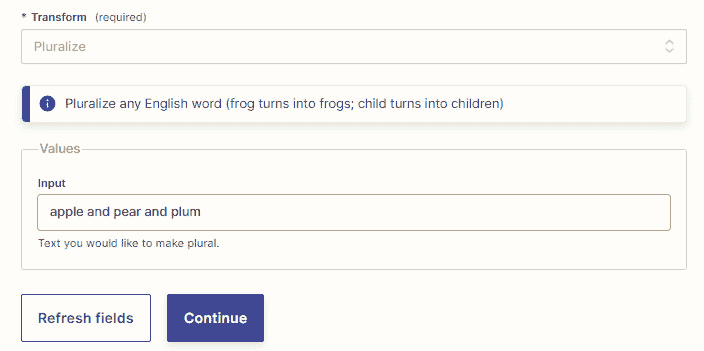 * Transform (required)
Pluralize
Pluralize any English word (frog turns into frogs; child turns into children)
Values
Input
apple and pear and plum
Text you would like to make plural.
Refresh fields
Continue